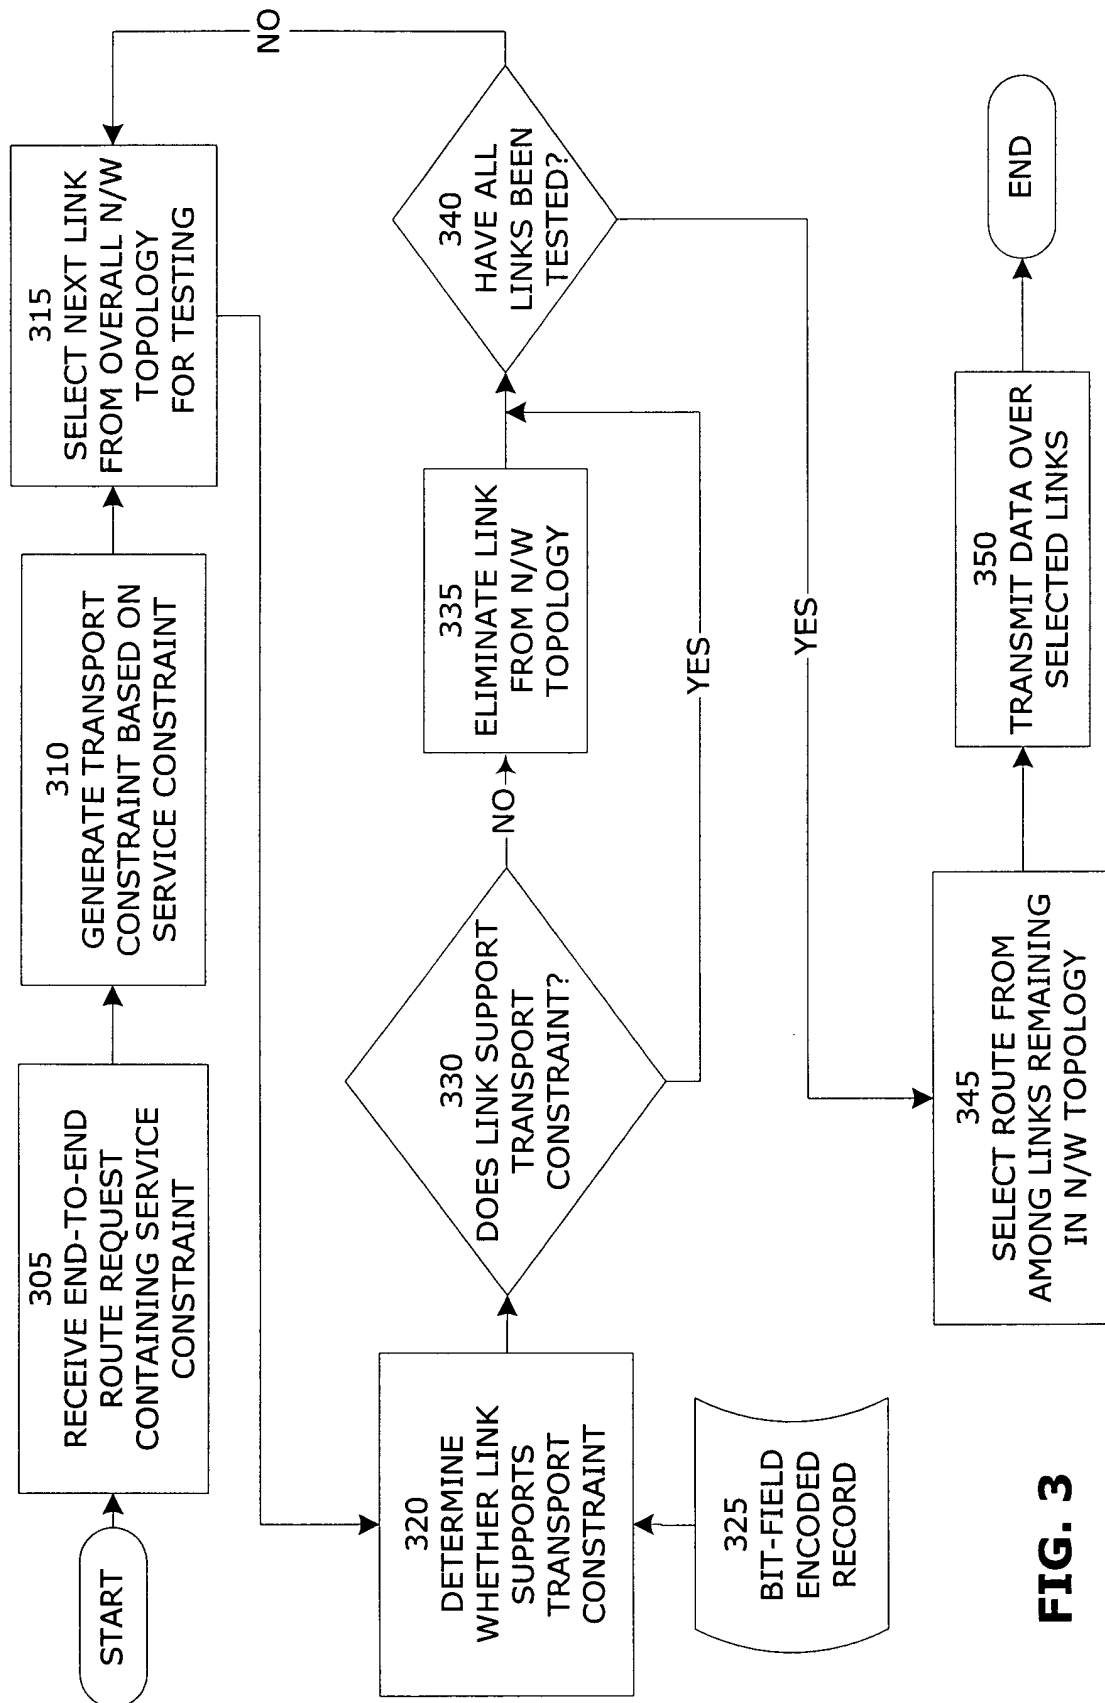 START
305
RECEIVE END-TO-END
ROUTE REQUEST
CONTAINING SERVICE
CONSTRAINT
310
GENERATE TRANSPORT
CONSTRAINT BASED ON
SERVICE CONSTRAINT
315
SELECT NEXT LINK
FROM OVERALL N/W
TOPOLOGY
FOR TESTING
320
DETERMINE
WHETHER LINK
SUPPORTS
TRANSPORT
CONSTRAINT
325
BIT-FIELD
ENCODED
RECORD
330
DOES LINK SUPPORT
TRANSPORT
CONSTRAINT?
NO
335
ELIMINATE LINK
FROM N/W
TOPOLOGY
YES
340
HAVE ALL
LINKS BEEN
TESTED?
NO
YES
345
SELECT ROUTE FROM
AMONG LINKS REMAINING
IN N/W TOPOLOGY
350
TRANSMIT DATA OVER
SELECTED LINKS
END
FIG. 3